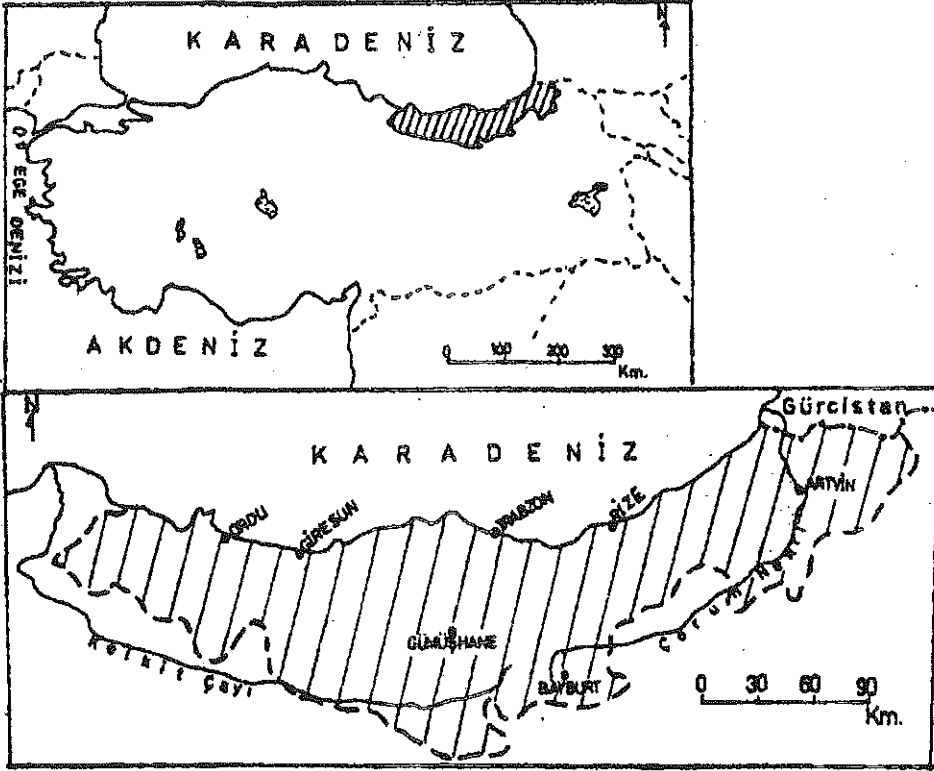 N
KARADENİZ
EGE DENİZİ
AKDENİZ
0 100 200 300
Km.
N
Gürcistan
KARADENİZ
ARTVİN
RİZE
TRABZON
GİRESUN
ORDU
GÜMÜŞHANE
Çoruh Nehri
Kelkit Çayı
BAYBURT
0 30 60 90
Km.